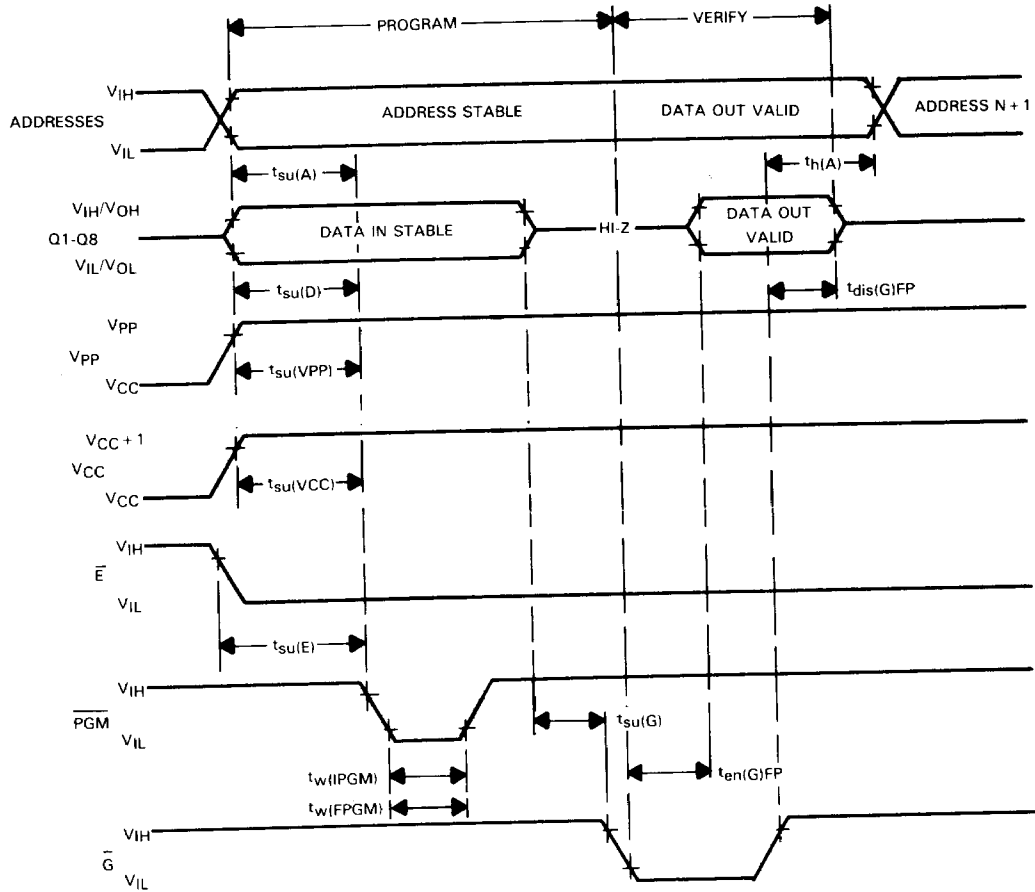 PROGRAM VERIFY
VIH
ADDRESSES ADDRESS STABLE DATA OUT VALID ADDRESS N + 1
VIL
tsu(A) th(A)
VIH/VOH
Q1-Q8 DATA IN STABLE HI-Z DATA OUT VALID
VIL/VOL
tsu(D) tdis(G)FP
VPP
VPP
VCC
tsu(VPP)
VCC + 1
VCC
VCC
tsu(VCC)
VIH
E
VIL
tsu(E)
VIH
PGM
VIL
tsu(G)
tw(IPGM) ten(G)FP
tw(FPGM)
VIH
G
VIL